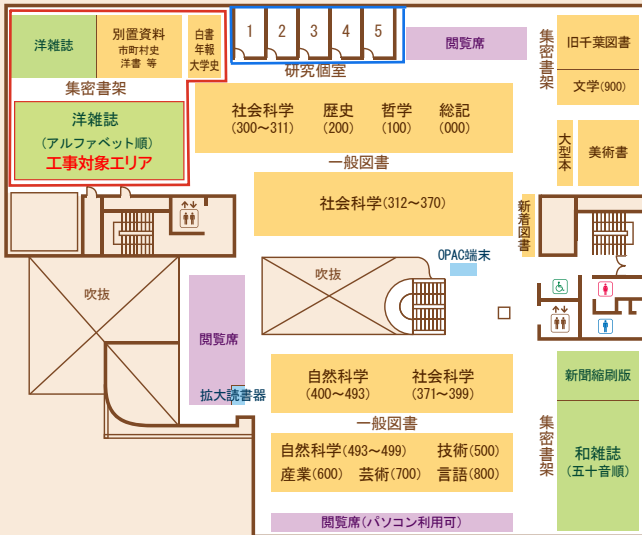 洋雑誌
別置資料
市町村史
洋書 等
白書
年報
大学史
集密書架
洋雑誌
(アルファベット順)
工事対象エリア
1
2
3
4
5
研究個室
閲覧席
集密書架
旧千葉図書
文学(900)
社会科学
(300～311)
歴史
(200)
哲学
(100)
総記
(000)
一般図書
大型本
美術書
社会科学(312～370)
新着図書
OPAC端末
吹抜
吹抜
閲覧席
拡大読書器
自然科学
(400～493)
社会科学
(371～399)
一般図書
自然科学(493～499)
技術(500)
産業(600)
芸術(700)
言語(800)
新聞縮刷版
集密書架
和雑誌
(五十音順)
閲覧席(パソコン利用可)